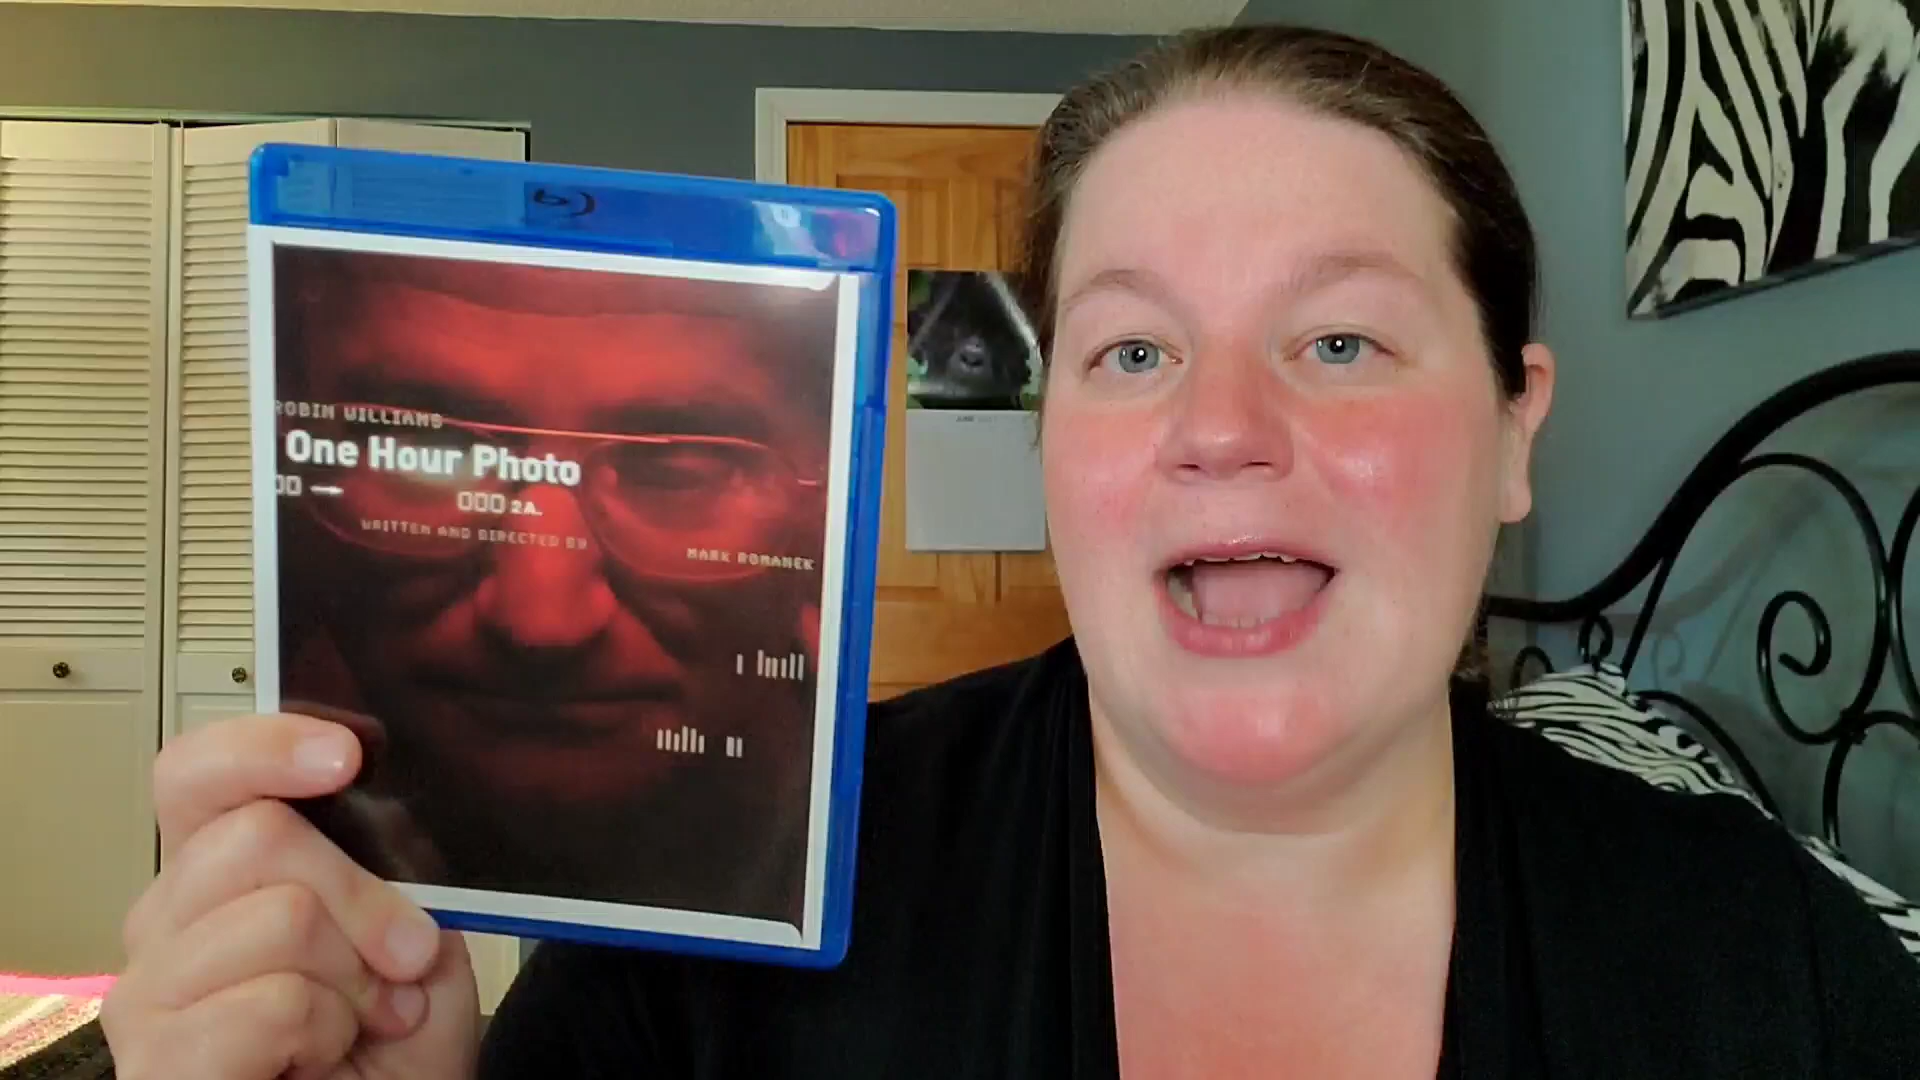 ROBIN WILLIAMS
One Hour Photo
000 2A.
WRITTEN AND DIRECTED BY
MARK ROMANEK